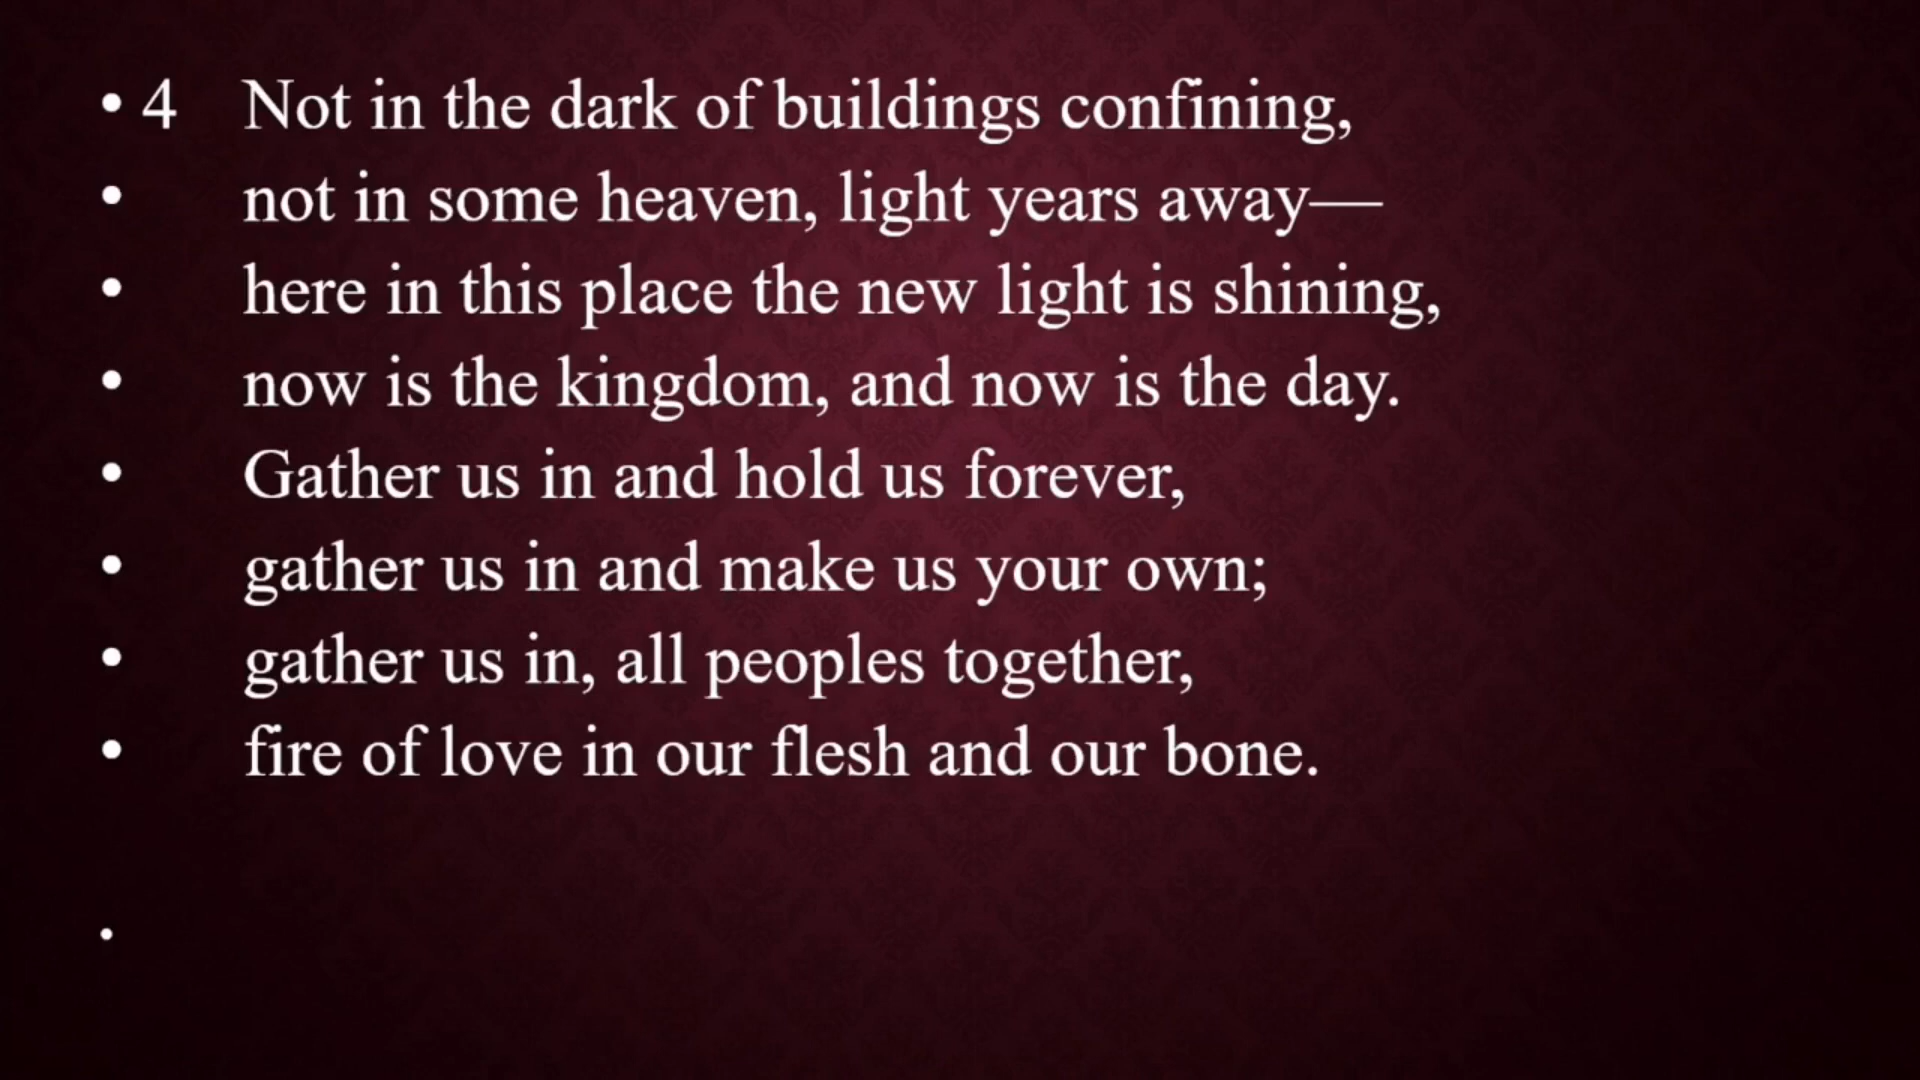 • 4 Not in the dark of buildings confining,
• not in some heaven, light years away—
• here in this place the new light is shining,
• now is the kingdom, and now is the day.
• Gather us in and hold us forever,
• gather us in and make us your own;
• gather us in, all peoples together,
• fire of love in our flesh and our bone.
•